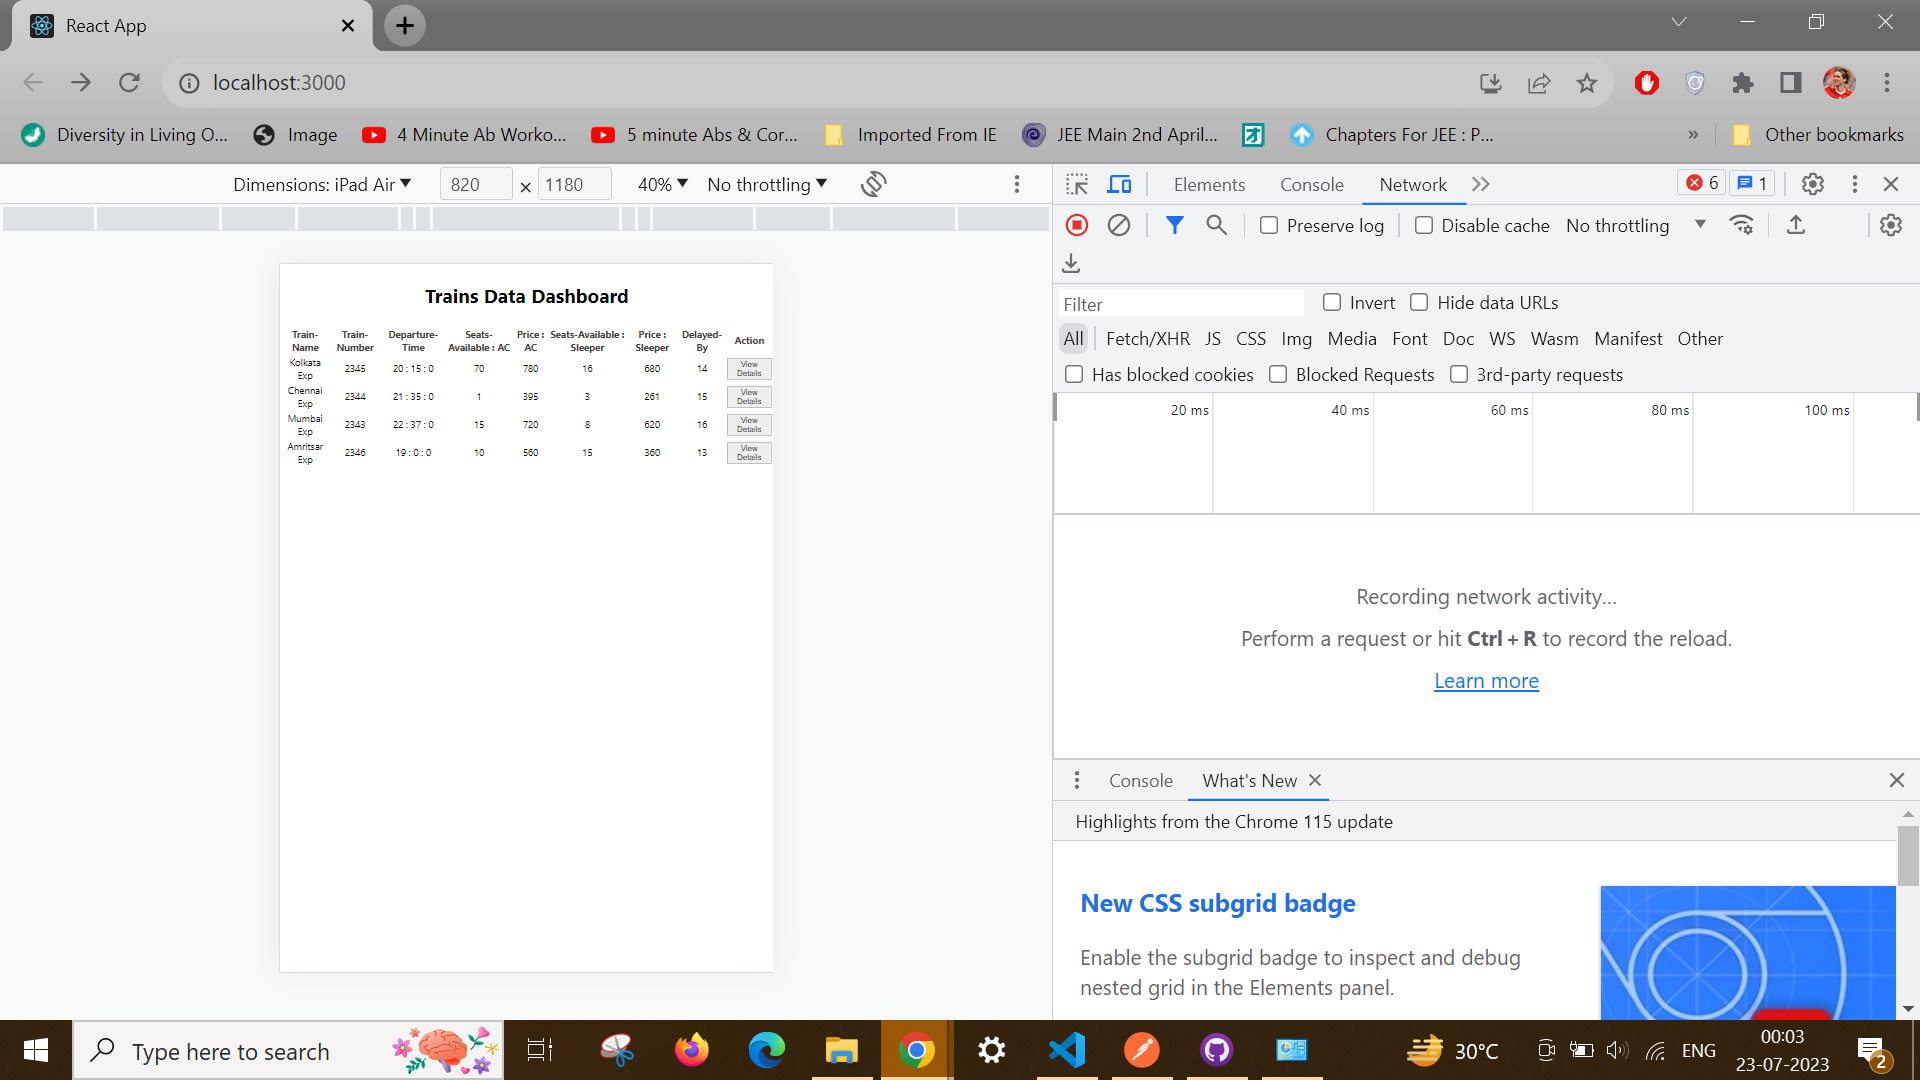 React App
localhost:3000
Diversity in Living O...
Image
4 Minute Ab Worko...
5 minute Abs & Cor...
Imported From IE
JEE Main 2nd April...
Chapters For JEE : P...
»
Other bookmarks
Dimensions: iPad Air ▼ 820 × 1180 40% ▼ No throttling ▼
Elements Console Network 6 1
Preserve log Disable cache No throttling ▼
Filter Invert Hide data URLs
All Fetch/XHR JS CSS Img Media Font Doc WS Wasm Manifest Other
Has blocked cookies Blocked Requests 3rd-party requests
20 ms 40 ms 60 ms 80 ms 100 ms
Trains Data Dashboard
Train-Name Train-Number Departure-Time Seats-Available : AC Price : AC Seats-Available : Sleeper Price : Sleeper Delayed-By Action
Kolkata Exp 2345 20 : 15 : 0 70 780 16 680 14 View Details
Chennai Exp 2344 21 : 35 : 0 1 395 3 261 15 View Details
Mumbai Exp 2343 22 : 37 : 0 15 720 8 620 16 View Details
Amritsar Exp 2346 19 : 0 : 0 10 560 15 360 13 View Details
Recording network activity...
Perform a request or hit Ctrl + R to record the reload.
Learn more
Console What's New
Highlights from the Chrome 115 update
New CSS subgrid badge
Enable the subgrid badge to inspect and debug
nested grid in the Elements panel.
Type here to search
30°C
ENG
00:03
23-07-2023
2